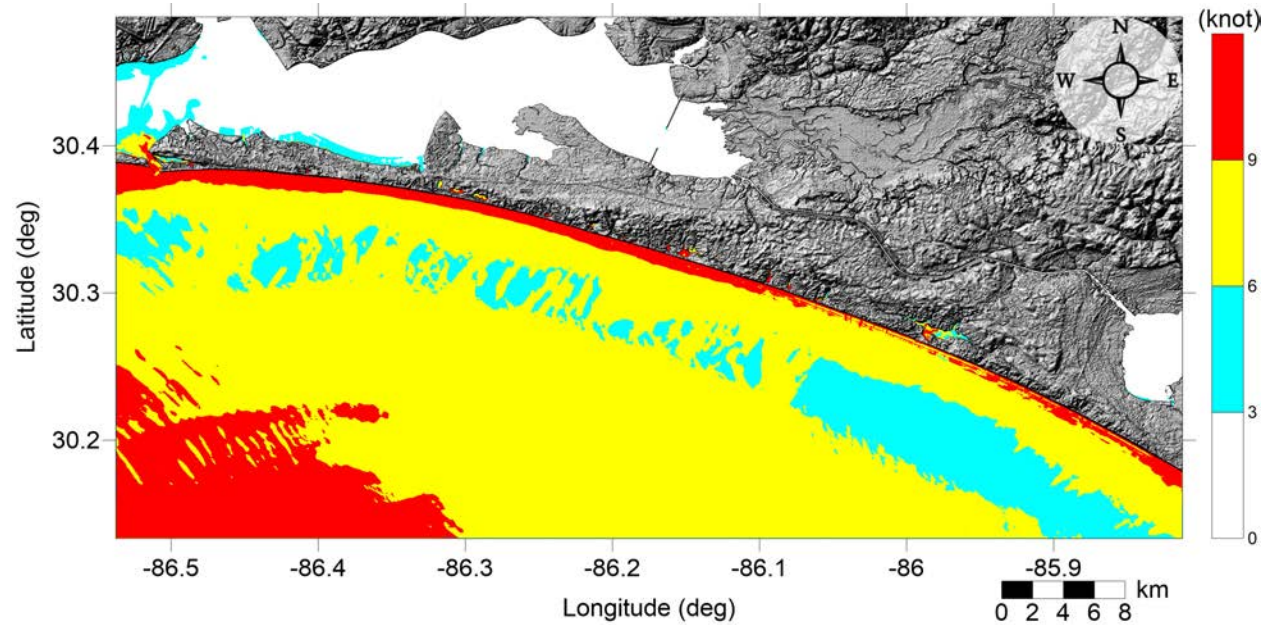 (knot)
N
W E
S
30.4
30.3
30.2
9
6
3
0
Latitude (deg)
-86.5 -86.4 -86.3 -86.2 -86.1 -86 -85.9
Longitude (deg)
km
0 2 4 6 8